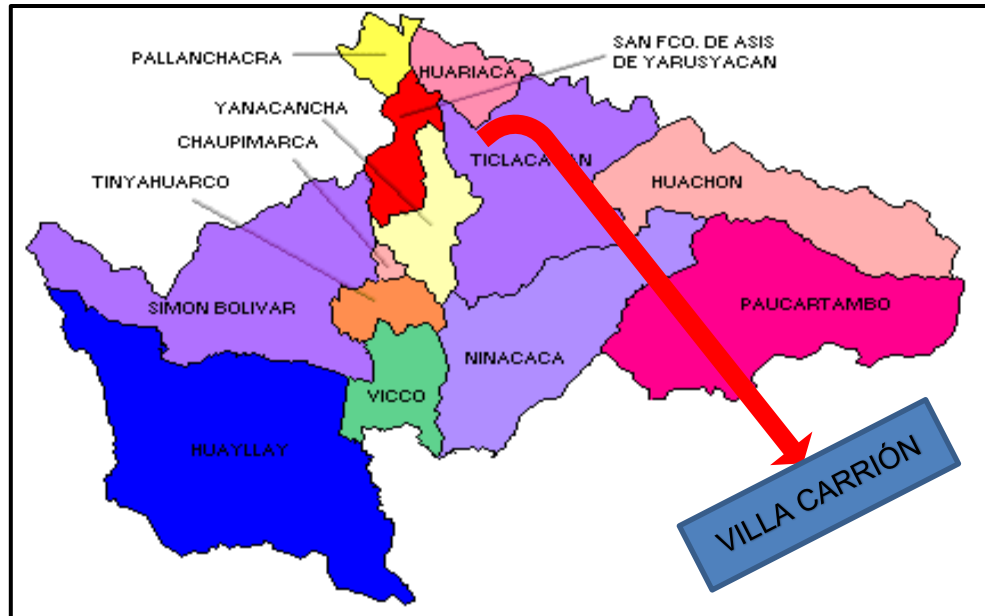 SAN FCO. DE ASIS
DE YARUSYACAN
PALLANCHACRA
HUARIACA
YANACANCHA
CHAUPIMARCA
TICLACAYAN
TINYAHUARCO
HUACHON
SIMON BOLIVAR
PAUCARTAMBO
NINACACA
VICCO
HUAYLLAY
VILLA CARRIÓN